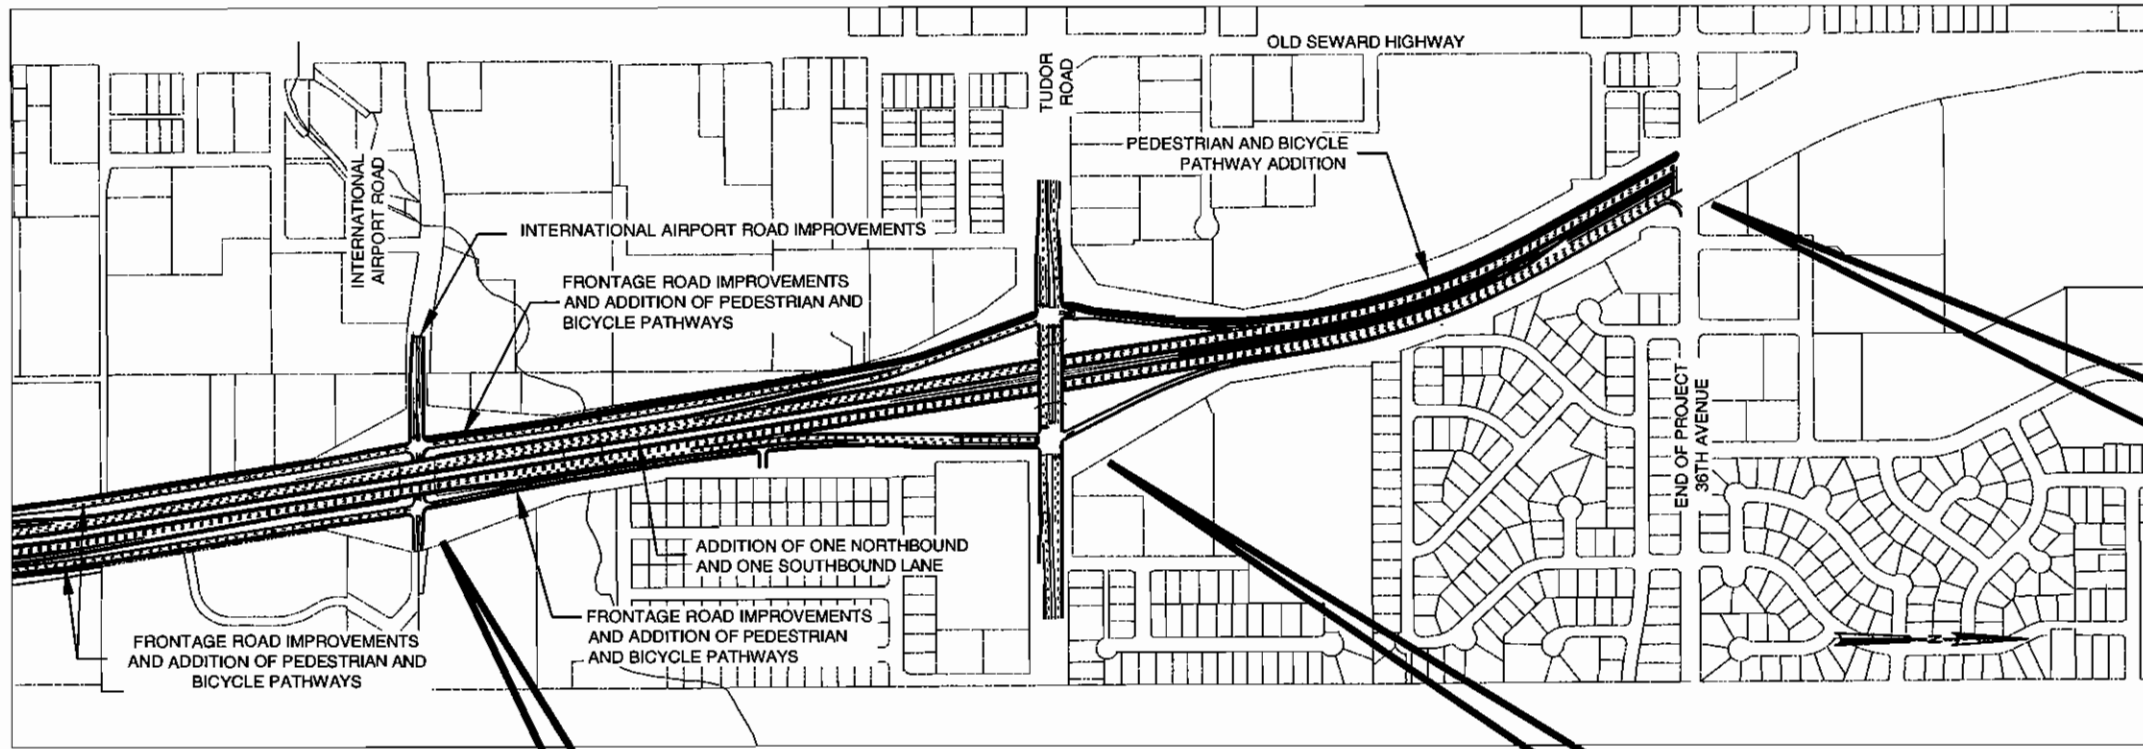 OLD SEWARD HIGHWAY
TUDOR
ROAD
PEDESTRIAN AND BICYCLE
PATHWAY ADDITION
INTERNATIONAL
AIRPORT ROAD
INTERNATIONAL AIRPORT ROAD IMPROVEMENTS
FRONTAGE ROAD IMPROVEMENTS
AND ADDITION OF PEDESTRIAN AND
BICYCLE PATHWAYS
END OF PROJECT
36TH AVENUE
ADDITION OF ONE NORTHBOUND
AND ONE SOUTHBOUND LANE
FRONTAGE ROAD IMPROVEMENTS
AND ADDITION OF PEDESTRIAN
AND BICYCLE PATHWAYS
FRONTAGE ROAD IMPROVEMENTS
AND ADDITION OF PEDESTRIAN AND
BICYCLE PATHWAYS
N